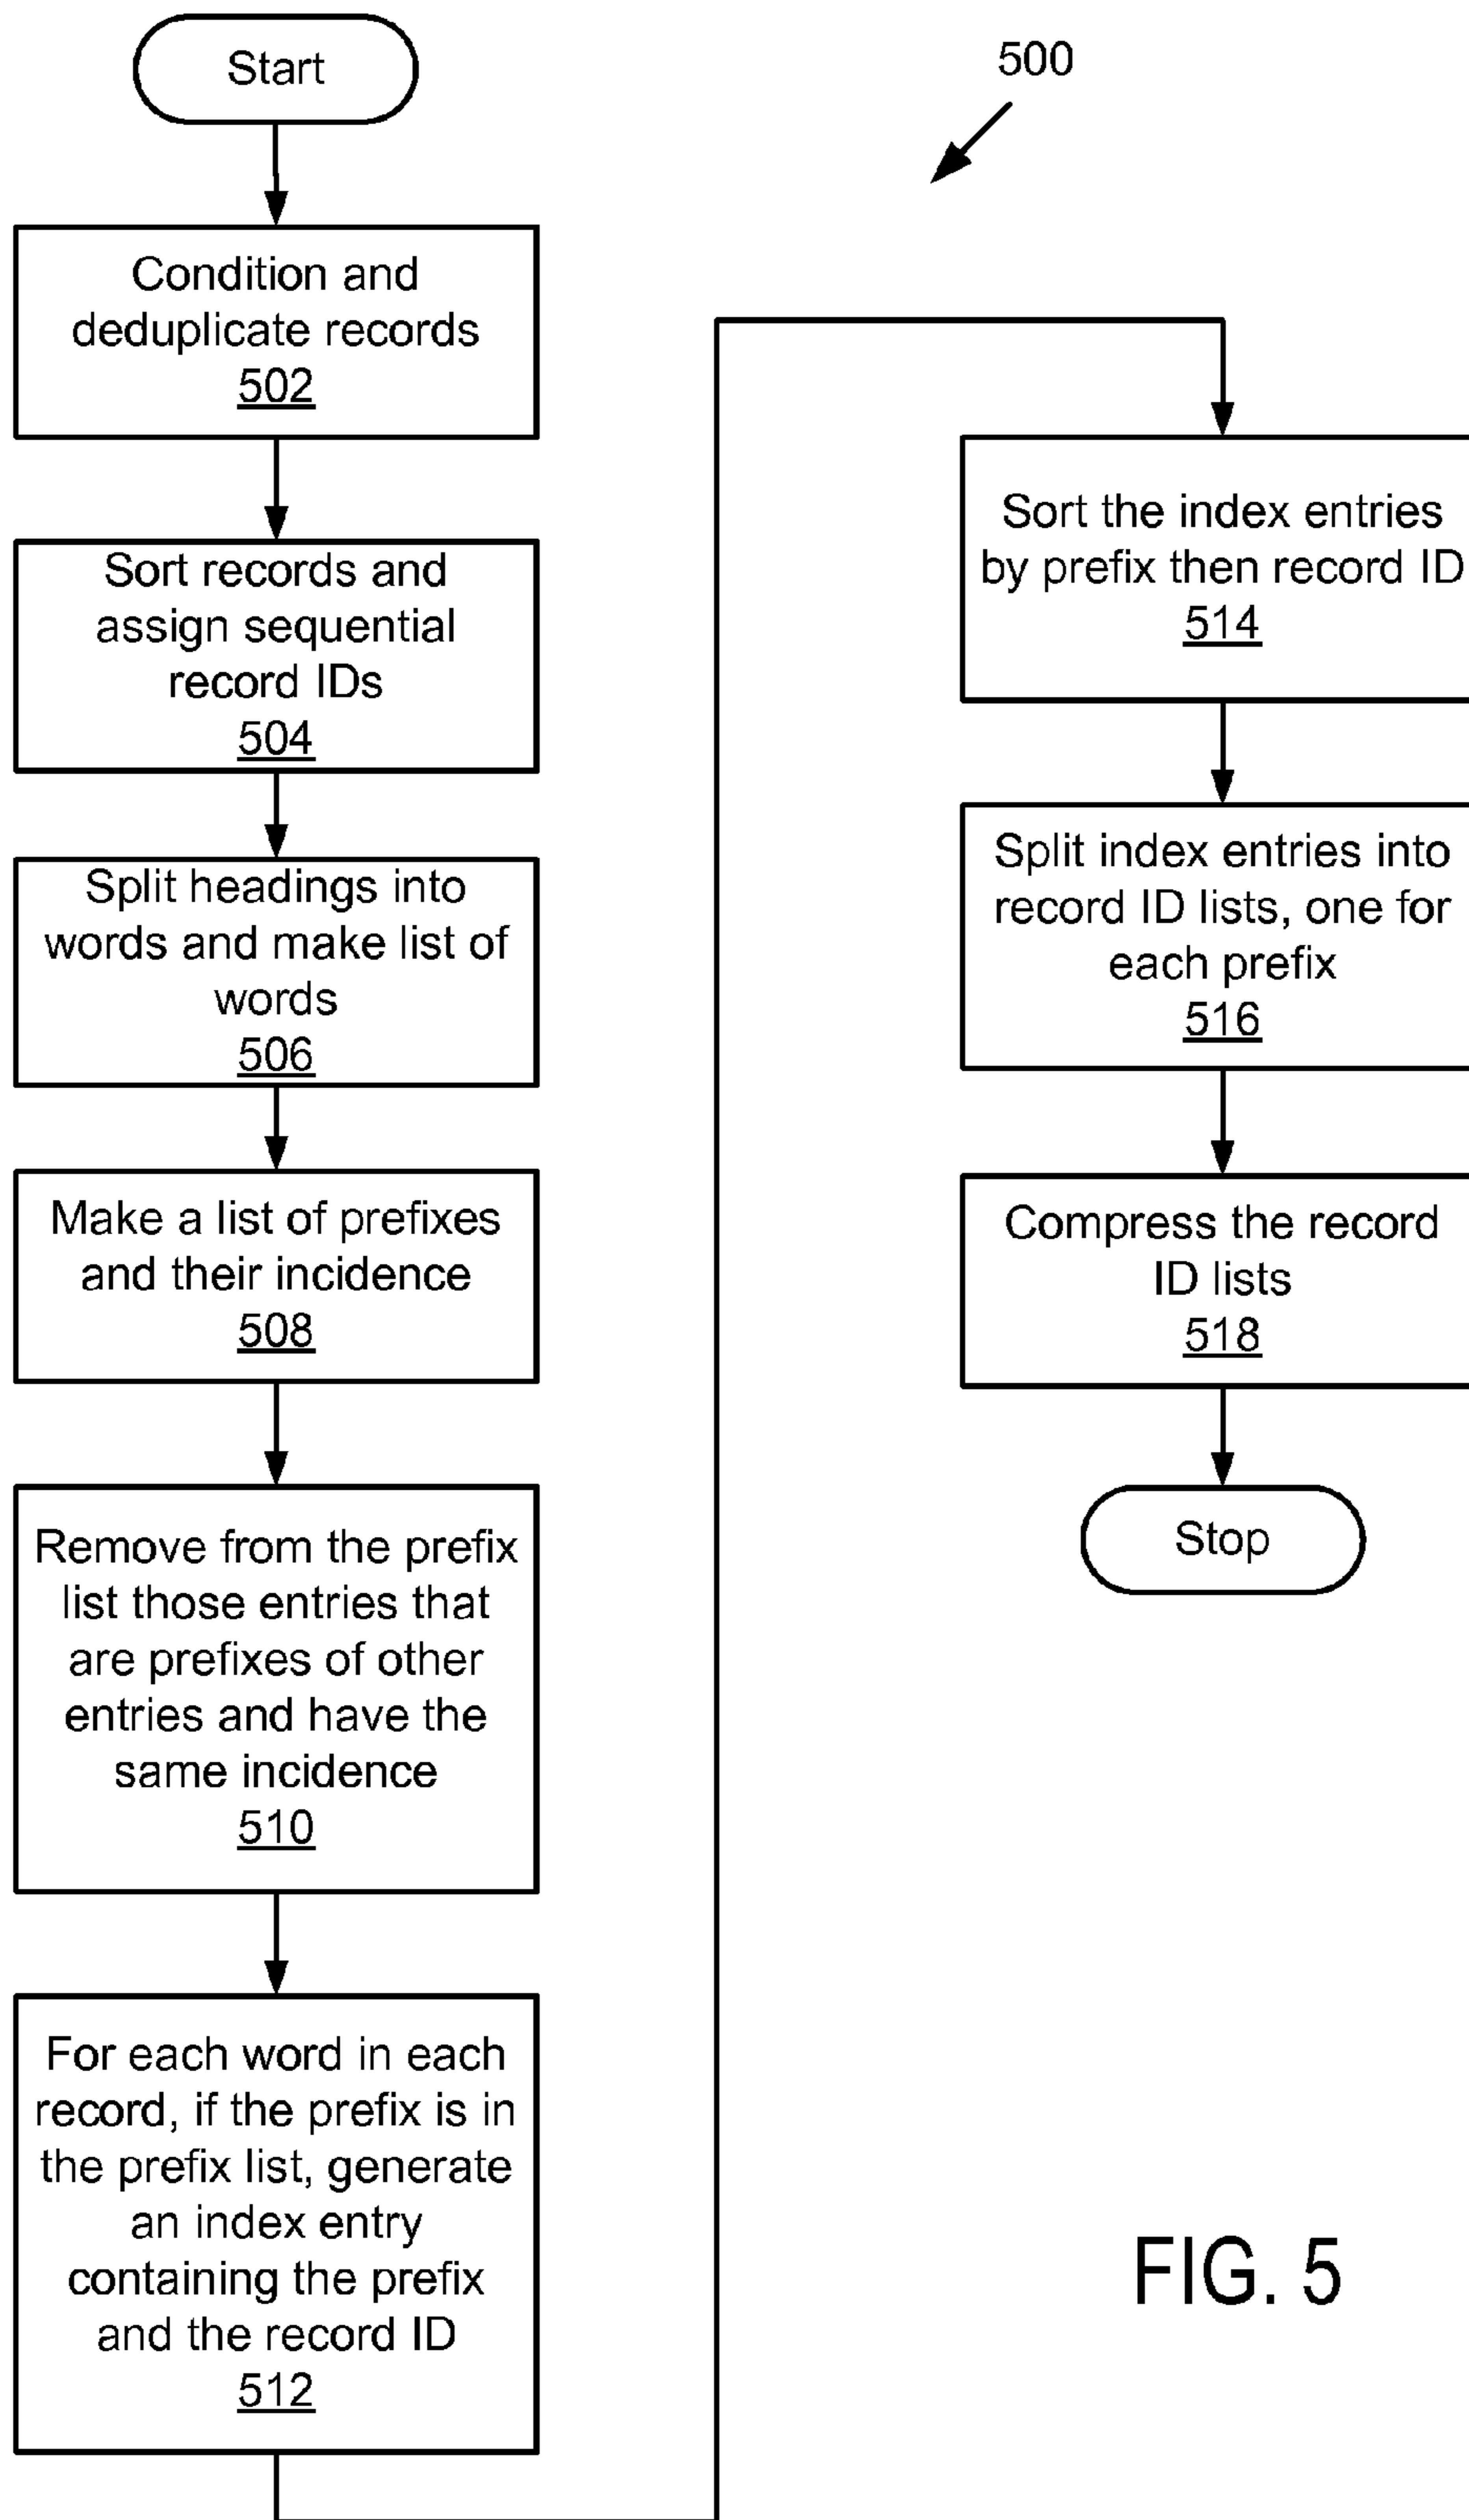 Start
500
Condition and
deduplicate records
502
Sort records and
assign sequential
record IDs
504
Split headings into
words and make list of
words
506
Make a list of prefixes
and their incidence
508
Remove from the prefix
list those entries that
are prefixes of other
entries and have the
same incidence
510
For each word in each
record, if the prefix is in
the prefix list, generate
an index entry
containing the prefix
and the record ID
512
Sort the index entries
by prefix then record ID
514
Split index entries into
record ID lists, one for
each prefix
516
Compress the record
ID lists
518
Stop
FIG. 5